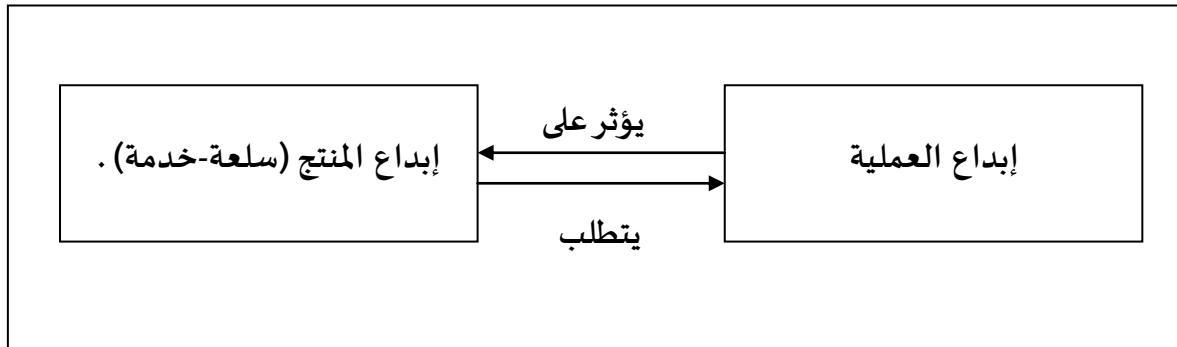 يؤثر على
إبداع العملية
إبداع المنتج (سلعة-خدمة) .
يتطلب